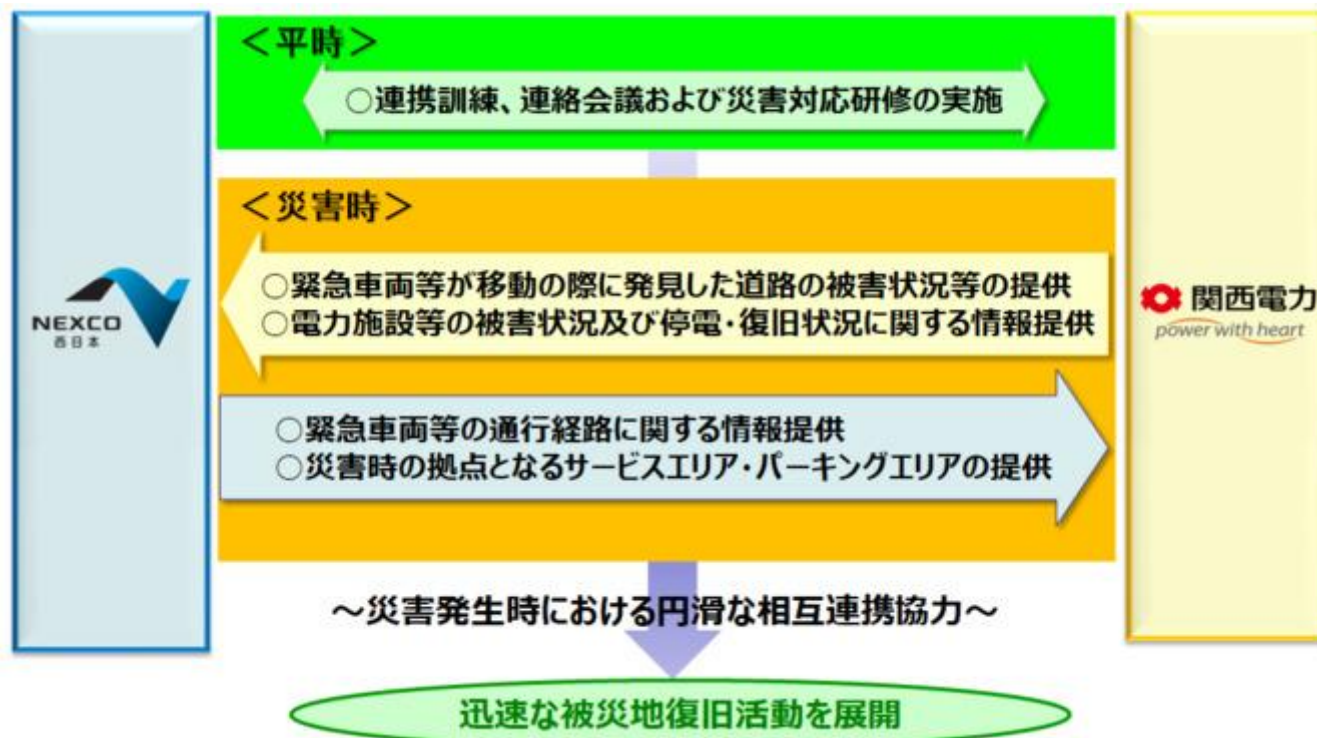 ＜平時＞
○連携訓練、連絡会議および災害対応研修の実施
＜災害時＞
○緊急車両等が移動の際に発見した道路の被害状況等の提供
○電力施設等の被害状況及び停電・復旧状況に関する情報提供
NEXCO
西日本
関西電力
power with heart
○緊急車両等の通行経路に関する情報提供
○災害時の拠点となるサービスエリア・パーキングエリアの提供
～災害発生時における円滑な相互連携協力～
迅速な被災地復旧活動を展開